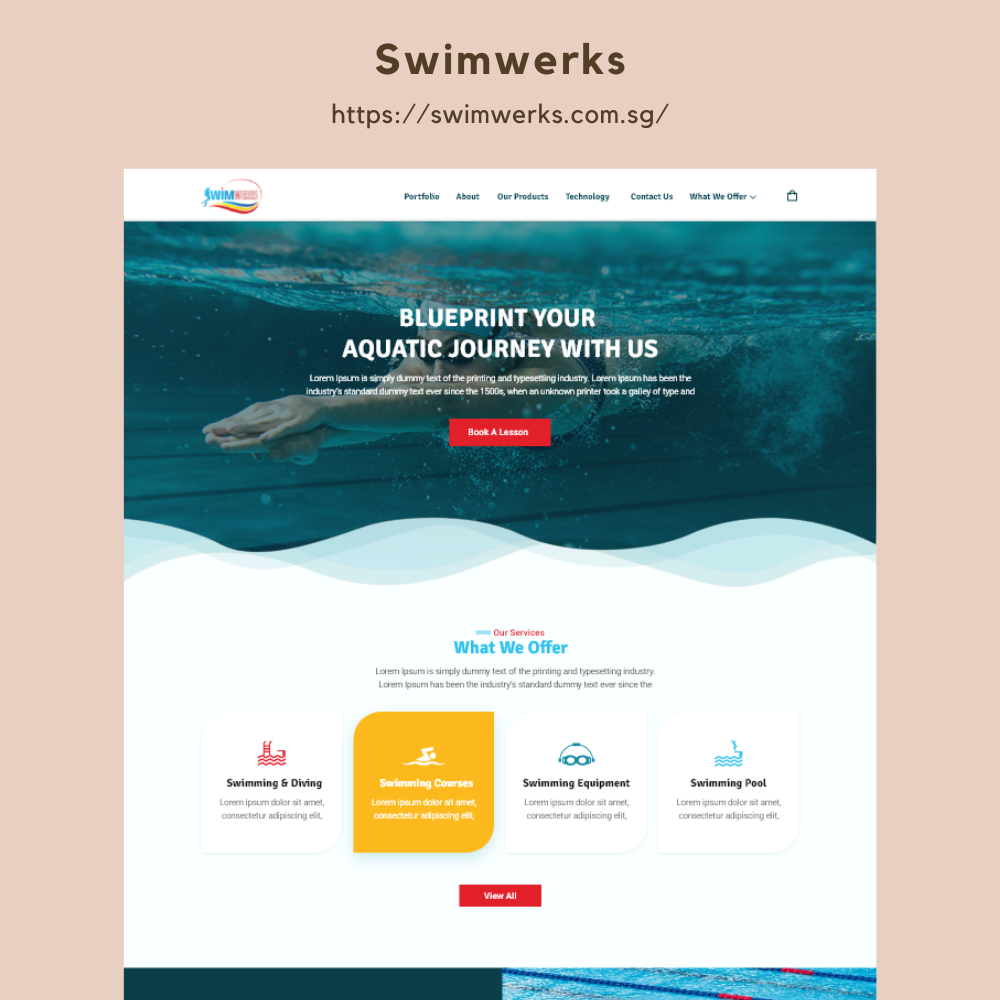 Swimwerks
https://swimwerks.com.sg/
SWIMWERKS
Portfolio About Our Products Technology Contact Us What We Offer
BLUEPRINT YOUR
AQUATIC JOURNEY WITH US
Lorem Ipsum is simply dummy text of the printing and typesetting industry. Lorem Ipsum has been the
industry's standard dummy text ever since the 1500s, when an unknown printer took a galley of type and
Book A Lesson
Our Services
What We Offer
Lorem Ipsum is simply dummy text of the printing and typesetting industry.
Lorem Ipsum has been the industry's standard dummy text ever since the
Swimming & Diving
Lorem ipsum dolor sit amet,
consectetur adipiscing elit,
Swimming Courses
Lorem ipsum dolor sit amet,
consectetur adipiscing elit,
Swimming Equipment
Lorem ipsum dolor sit amet,
consectetur adipiscing elit,
Swimming Pool
Lorem ipsum dolor sit amet,
consectetur adipiscing elit,
View All